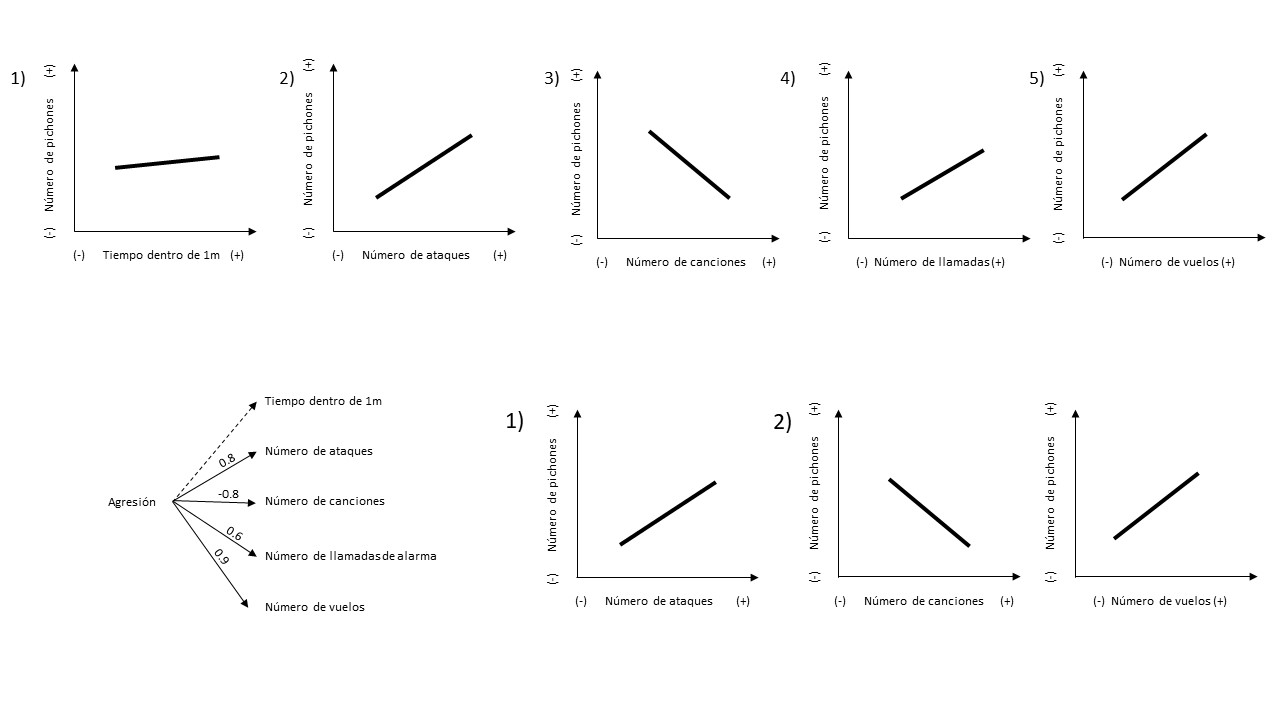 1)
(+)
Número de pichones
(-)
(-) Tiempo dentro de 1m (+)
2)
(+)
Número de pichones
(-)
(-) Número de ataques (+)
3)
(+)
Número de pichones
(-)
(-) Número de canciones (+)
4)
(+)
Número de pichones
(-)
(-) Número de llamadas (+)
5)
(+)
Número de pichones
(-)
(-) Número de vuelos (+)
Agresión
Tiempo dentro de 1m
0.8
Número de ataques
-0.8
Número de canciones
0.6
Número de llamadas de alarma
0.9
Número de vuelos
1)
(+)
Número de pichones
(-)
(-) Número de ataques (+)
2)
(+)
Número de pichones
(-)
(-) Número de canciones (+)
(+)
Número de pichones
(-)
(-) Número de vuelos (+)